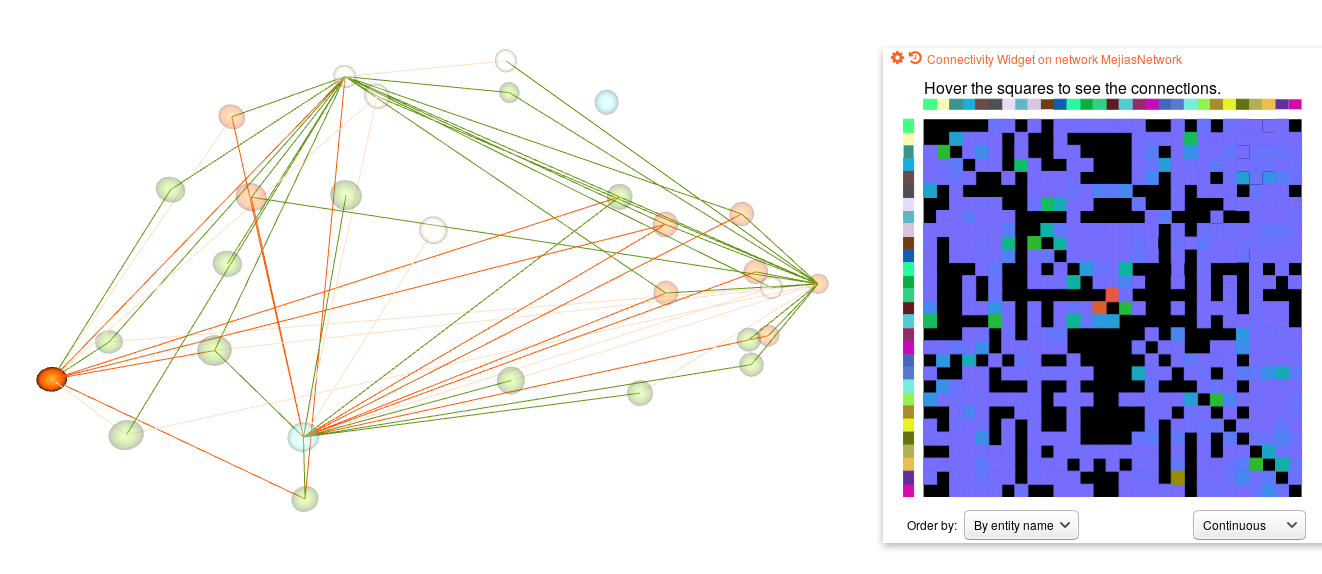 Connectivity Widget on network MejiasNetwork
Hover the squares to see the connections.
Order by: By entity name Continuous